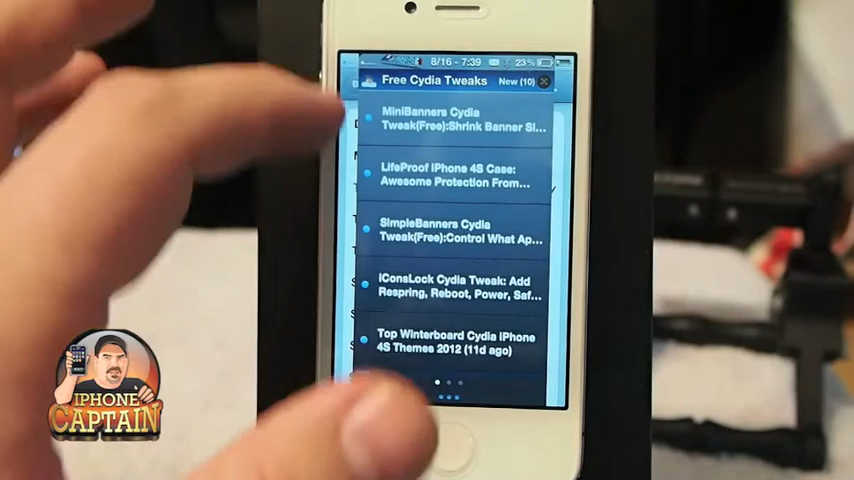 8/16 - 7:39 23%
Free Cydia Tweaks New (10)
MiniBanners Cydia
Tweak(Free):Shrink Banner Si...
LifeProof iPhone 4S Case:
Awesome Protection From...
SimpleBanners Cydia
Tweak(Free):Control What Ap...
IConsLock Cydia Tweak: Add
Respring, Reboot, Power, Saf...
Top Winterboard Cydia iPhone
4S Themes 2012 (11d ago)
IPHONE
CAPTAIN